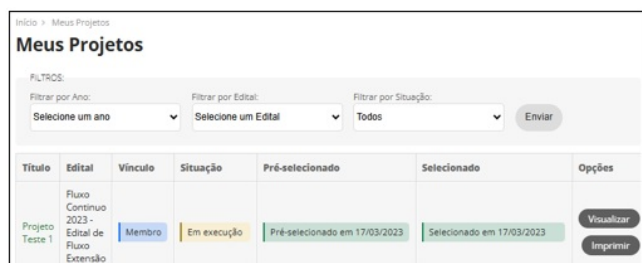 Início > Meus Projetos
Meus Projetos
FILTROS:
Filtrar por Ano: Filtrar por Edital: Filtrar por Situação:
Selecione um ano Selecione um Edital Todos Enviar
Título Edital Vínculo Situação Pré-selecionado Selecionado Opções
Projeto Teste 1
Fluxo
Continuo
2023 -
Edital de
Fluxo
Extensão
Membro
Em execução
Pré-selecionado em 17/03/2023
Selecionado em 17/03/2023
Visualizar
Imprimir